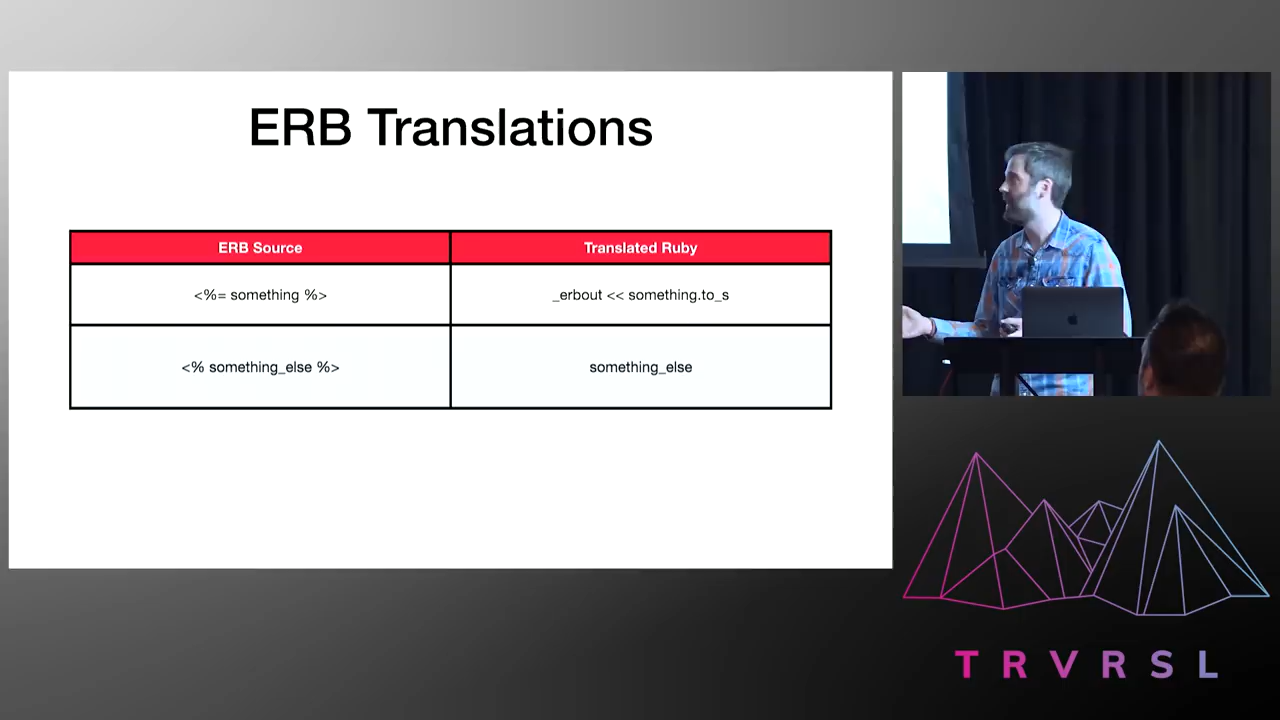 ERB Translations
ERB Source
Translated Ruby
<%= something %>
_erbout << something.to_s
<% something_else %>
something_else
TRVRSL